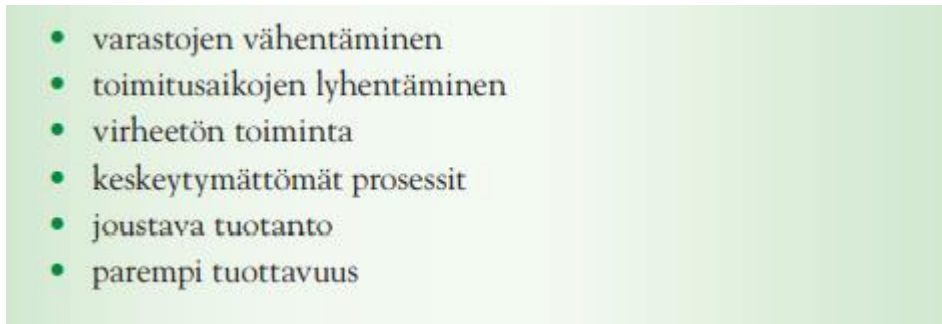 • varastojen vähentäminen
• toimitusaikojen lyhentäminen
• virheetön toiminta
• keskeytymättömät prosessit
• joustava tuotanto
• parempi tuottavuus